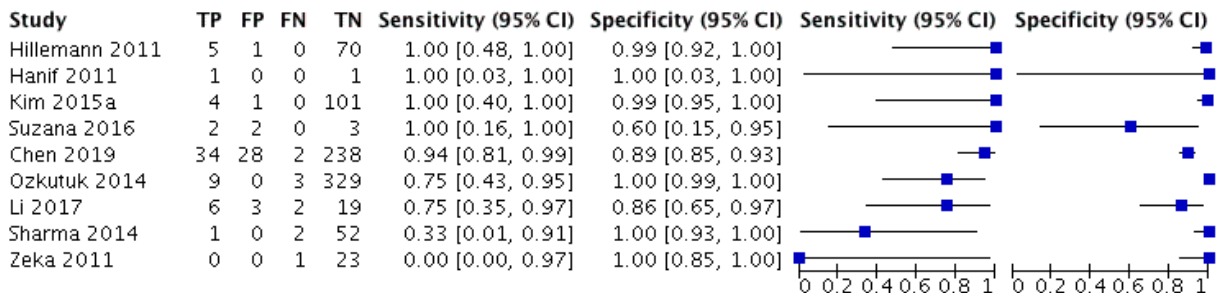 Study TP FP FN TN Sensitivity (95% CI) Specificity (95% CI) Sensitivity (95% CI) Specificity (95% CI)
Hillemann 2011 5 1 0 70 1.00 [0.48, 1.00] 0.99 [0.92, 1.00]
Hanif 2011 1 0 0 1 1.00 [0.03, 1.00] 1.00 [0.03, 1.00]
Kim 2015a 4 1 0 101 1.00 [0.40, 1.00] 0.99 [0.95, 1.00]
Suzana 2016 2 2 0 3 1.00 [0.16, 1.00] 0.60 [0.15, 0.95]
Chen 2019 34 28 2 238 0.94 [0.81, 0.99] 0.89 [0.85, 0.93]
Ozkutuk 2014 9 0 3 329 0.75 [0.43, 0.95] 1.00 [0.99, 1.00]
Li 2017 6 3 2 19 0.75 [0.35, 0.97] 0.86 [0.65, 0.97]
Sharma 2014 1 0 2 52 0.33 [0.01, 0.91] 1.00 [0.93, 1.00]
Zeka 2011 0 0 1 23 0.00 [0.00, 0.97] 1.00 [0.85, 1.00]
0 0.2 0.4 0.6 0.8 1 0 0.2 0.4 0.6 0.8 1